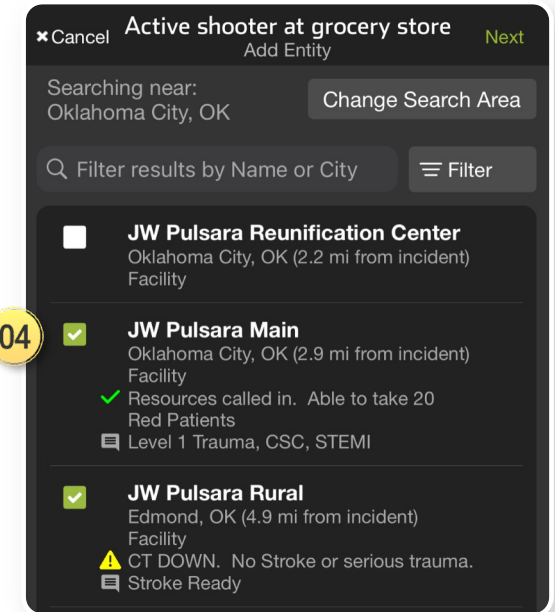 ✖Cancel Active shooter at grocery store Next
Add Entity
Searching near:
Oklahoma City, OK
Change Search Area
Filter results by Name or City
Filter
JW Pulsara Reunification Center
Oklahoma City, OK (2.2 mi from incident)
Facility
04
JW Pulsara Main
Oklahoma City, OK (2.9 mi from incident)
Facility
Resources called in. Able to take 20
Red Patients
Level 1 Trauma, CSC, STEMI
JW Pulsara Rural
Edmond, OK (4.9 mi from incident)
Facility
CT DOWN. No Stroke or serious trauma.
Stroke Ready